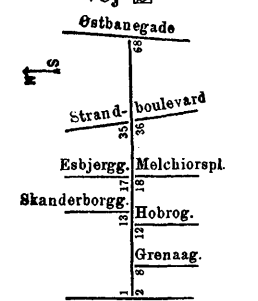 Østbanegade
68
S
Strand- boulevard
35 36
Esbjergg. Melchiorspl.
17 18
Skanderborgg.
13 Hobrog.
12
Grenaag.
8
1 2